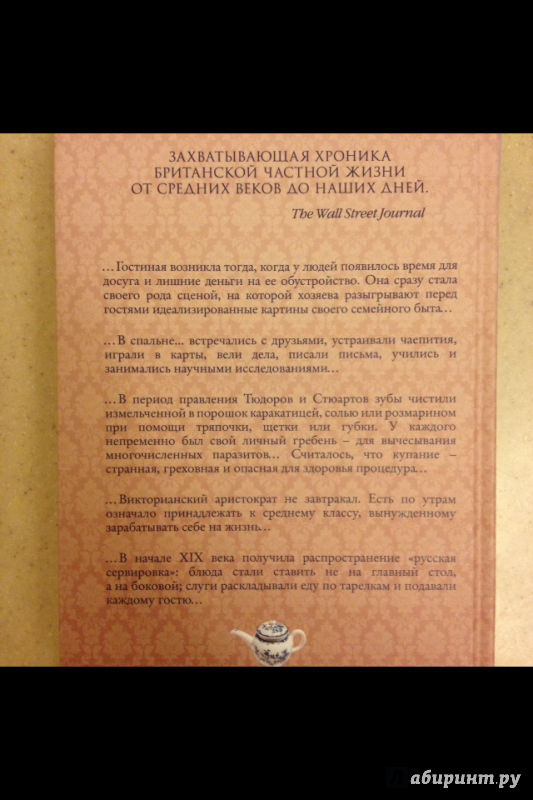 ЗАХВАТЫВАЮЩАЯ ХРОНИКА
БРИТАНСКОЙ ЧАСТНОЙ ЖИЗНИ
ОТ СРЕДНИХ ВЕКОВ ДО НАШИХ ДНЕЙ.
The Wall Street Journal
…Гостиная возникла тогда, когда у людей появилось время для
досуга и лишние деньги на ее обустройство. Она сразу стала
своего рода сценой, на которой хозяева разыгрывают перед
гостями идеализированные картины своего семейного быта…
…В спальне... встречались с друзьями, устраивали чаепития,
играли в карты, вели дела, писали письма, учились и
занимались научными исследованиями…
…В период правления Тюдоров и Стюартов зубы чистили
измельченной в порошок каракатицей, солью или розмарином
при помощи тряпочки, щетки или губки. У каждого
непременно был свой личный гребень – для вычесывания
многочисленных паразитов… Считалось, что купание –
странная, греховная и опасная для здоровья процедура…
…Викторианский аристократ не завтракал. Есть по утрам
означало принадлежать к среднему классу, вынужденному
зарабатывать себе на жизнь…
…В начале XIX века получила распространение «русская
сервировка»: блюда стали ставить не на главный стол,
а на боковой; слуги раскладывали еду по тарелкам и подавали
каждому гостю…
Лабиринт.ру